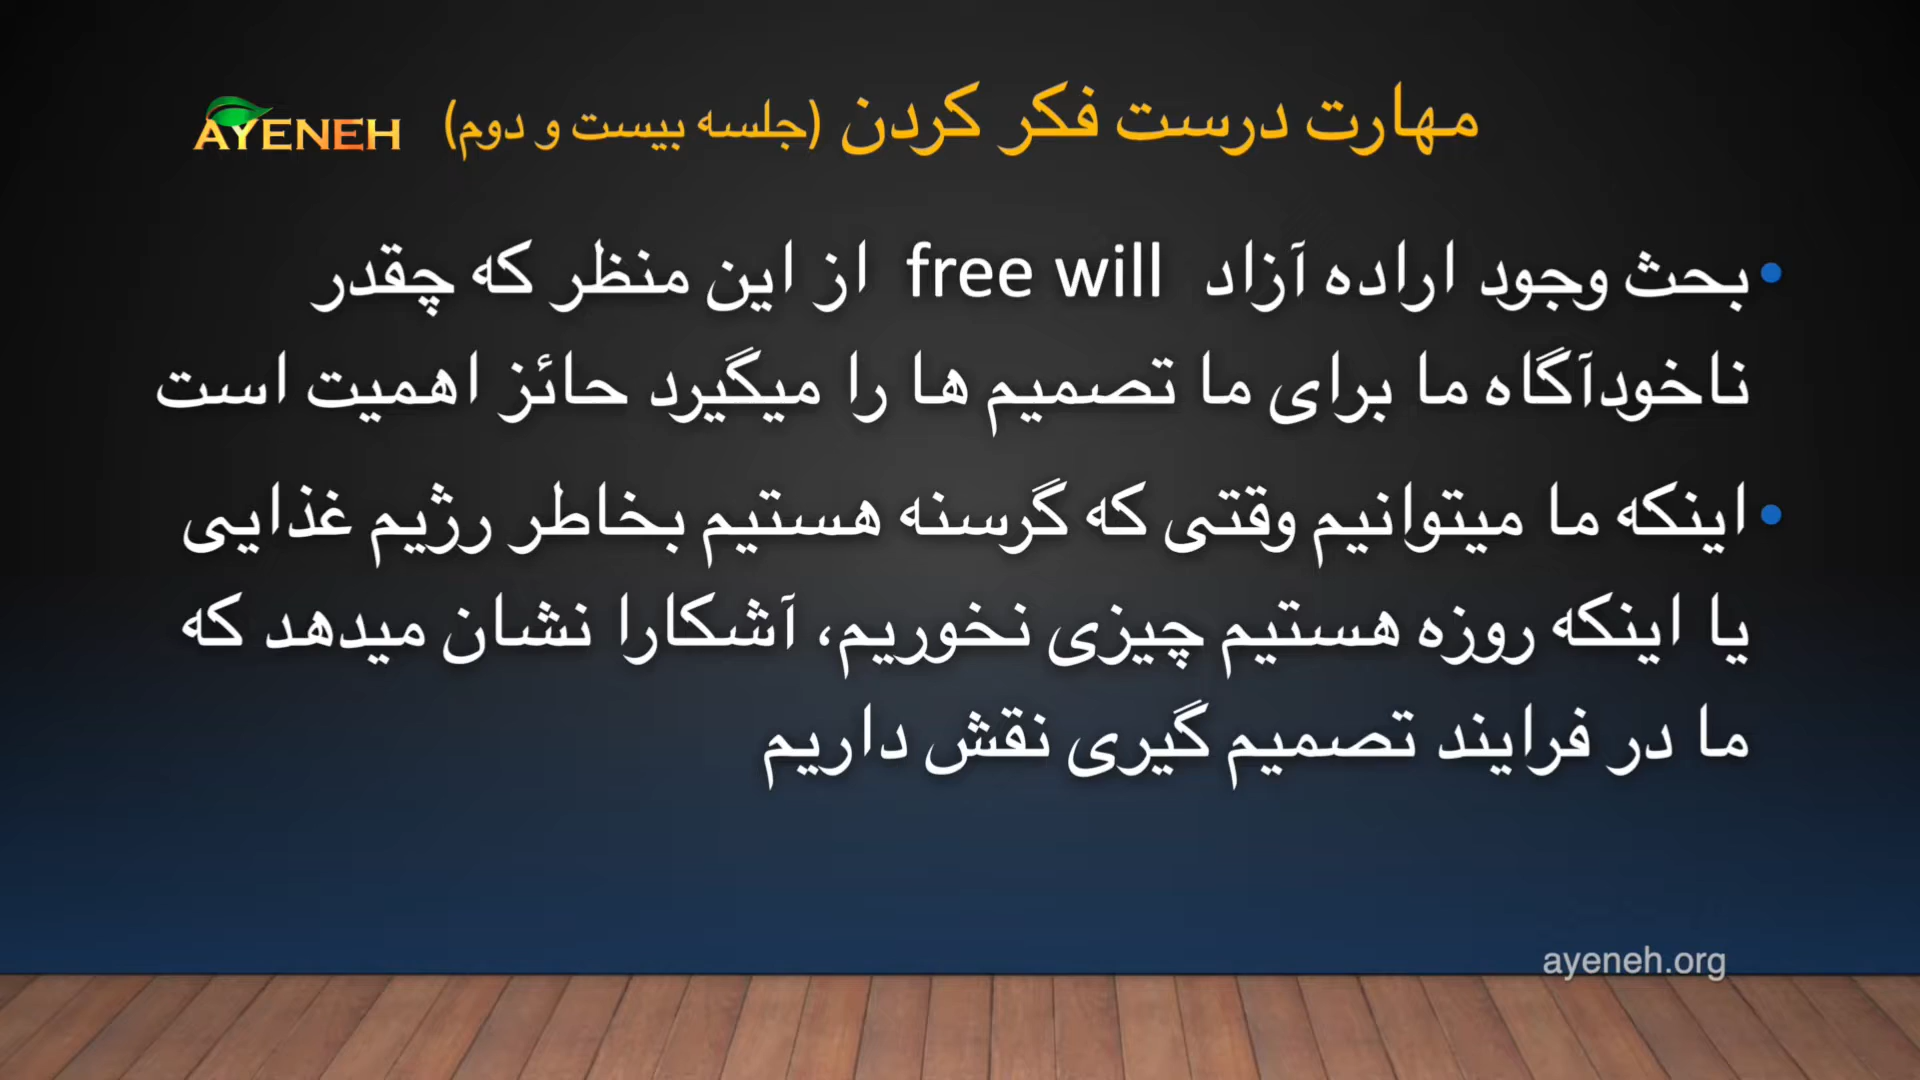 مهارت درست فکر کردن (جلسه بیست و دوم) AYENEH
• بحث وجود اراده آزاد free will از این منظر که چقدر
ناخودآگاه ما برای ما تصمیم ها را میگیرد حائز اهمیت است
• اینکه ما میتوانیم وقتی که گرسنه هستیم بخاطر رژیم غذایی
یا اینکه روزه هستیم چیزی نخوریم، آشکارا نشان میدهد که
ما در فرایند تصمیم گیری نقش داریم
ayeneh.org